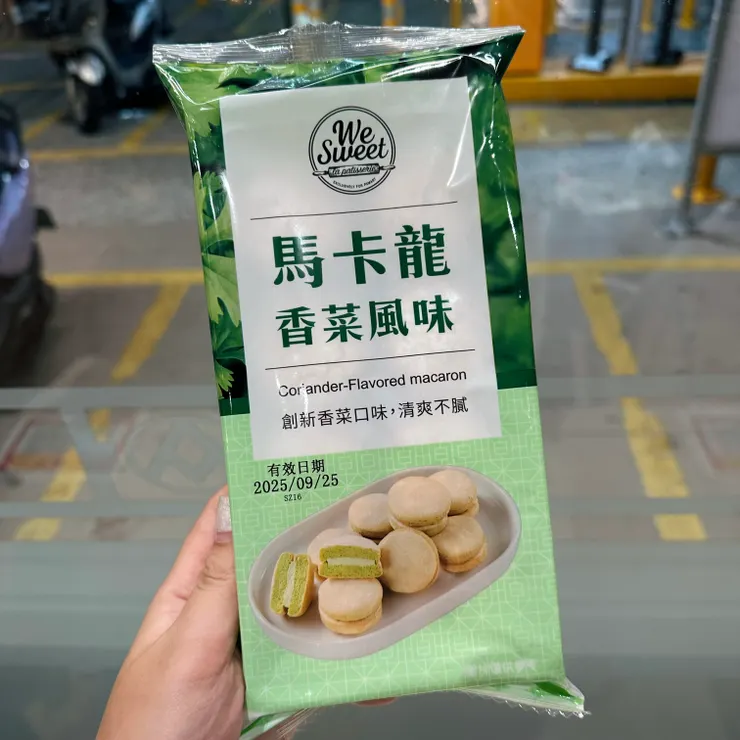 We
Sweet
la patisserie
馬卡龍
香菜風味
Coriander-Flavored macaron
創新香菜口味，清爽不膩
有效日期
2025/09/25
SZ16